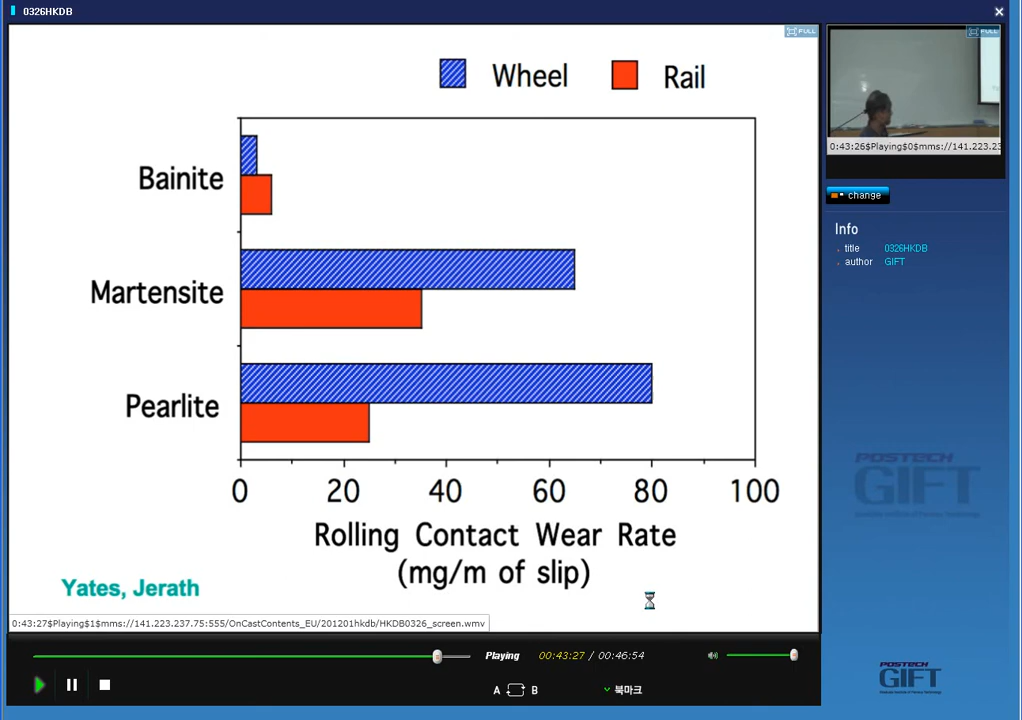 0326HKDB
FULL
Wheel Rail
Bainite
Martensite
Pearlite
0 20 40 60 80 100
Rolling Contact Wear Rate
(mg/m of slip)
Yates, Jerath
0:43:27$Playing$1$mms://141.223.237.75:555/OnCastContents_EU/201201hkdb/HKDB0326_screen.wmv
Playing 00:43:27 / 00:46:54
A B 북마크
FULL
0:43:26$Playing$0$mms://141.223.23
change
Info
title 0326HKDB
author GIFT
POSTECH
GIFT
POSTECH
GIFT